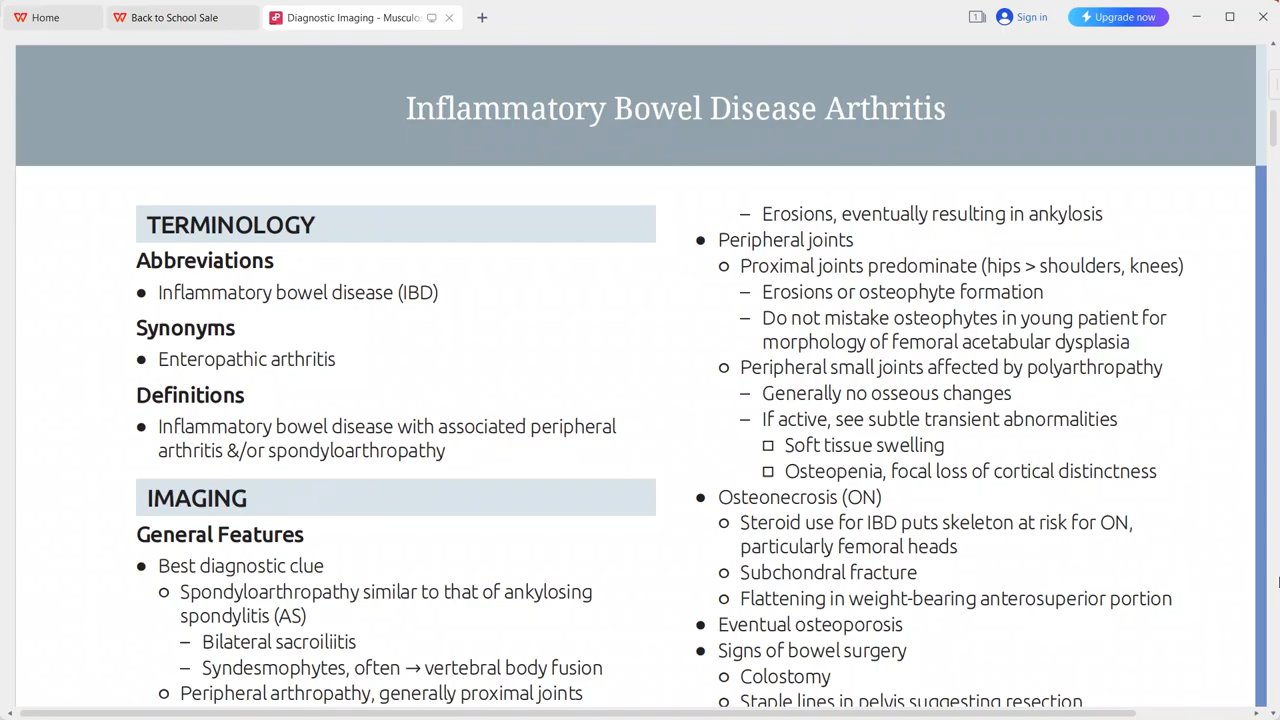 Home
Back to School Sale
Diagnostic Imaging - Musculo
1
Sign in
Upgrade now
Inflammatory Bowel Disease Arthritis
TERMINOLOGY
Abbreviations
● Inflammatory bowel disease (IBD)
Synonyms
● Enteropathic arthritis
Definitions
● Inflammatory bowel disease with associated peripheral
arthritis &/or spondyloarthropathy
IMAGING
General Features
● Best diagnostic clue
○ Spondyloarthropathy similar to that of ankylosing
spondylitis (AS)
– Bilateral sacroiliitis
– Syndesmophytes, often → vertebral body fusion
○ Peripheral arthropathy, generally proximal joints
– Erosions, eventually resulting in ankylosis
● Peripheral joints
○ Proximal joints predominate (hips > shoulders, knees)
– Erosions or osteophyte formation
– Do not mistake osteophytes in young patient for
morphology of femoral acetabular dysplasia
○ Peripheral small joints affected by polyarthropathy
– Generally no osseous changes
– If active, see subtle transient abnormalities
□ Soft tissue swelling
□ Osteopenia, focal loss of cortical distinctness
● Osteonecrosis (ON)
○ Steroid use for IBD puts skeleton at risk for ON,
particularly femoral heads
○ Subchondral fracture
○ Flattening in weight-bearing anterosuperior portion
● Eventual osteoporosis
● Signs of bowel surgery
○ Colostomy
○ Staple lines in pelvis suggesting resection